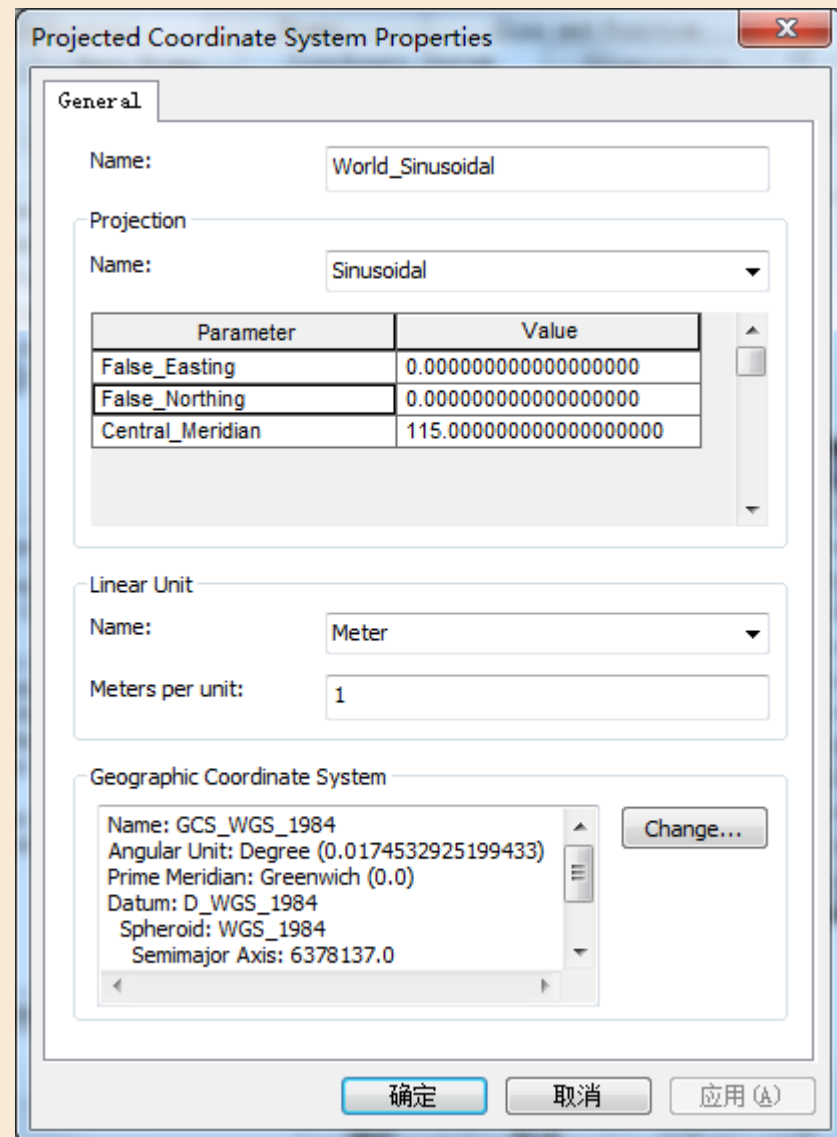 Projected Coordinate System Properties
General
Name:
World_Sinusoidal
Projection
Name:
Sinusoidal
Parameter Value
False_Easting 0.000000000000000000
False_Northing 0.000000000000000000
Central_Meridian 115.000000000000000000
Linear Unit
Name:
Meter
Meters per unit:
1
Geographic Coordinate System
Name: GCS_WGS_1984
Angular Unit: Degree (0.0174532925199433)
Prime Meridian: Greenwich (0.0)
Datum: D_WGS_1984
Spheroid: WGS_1984
Semimajor Axis: 6378137.0
Change...
确定
取消
应用(A)